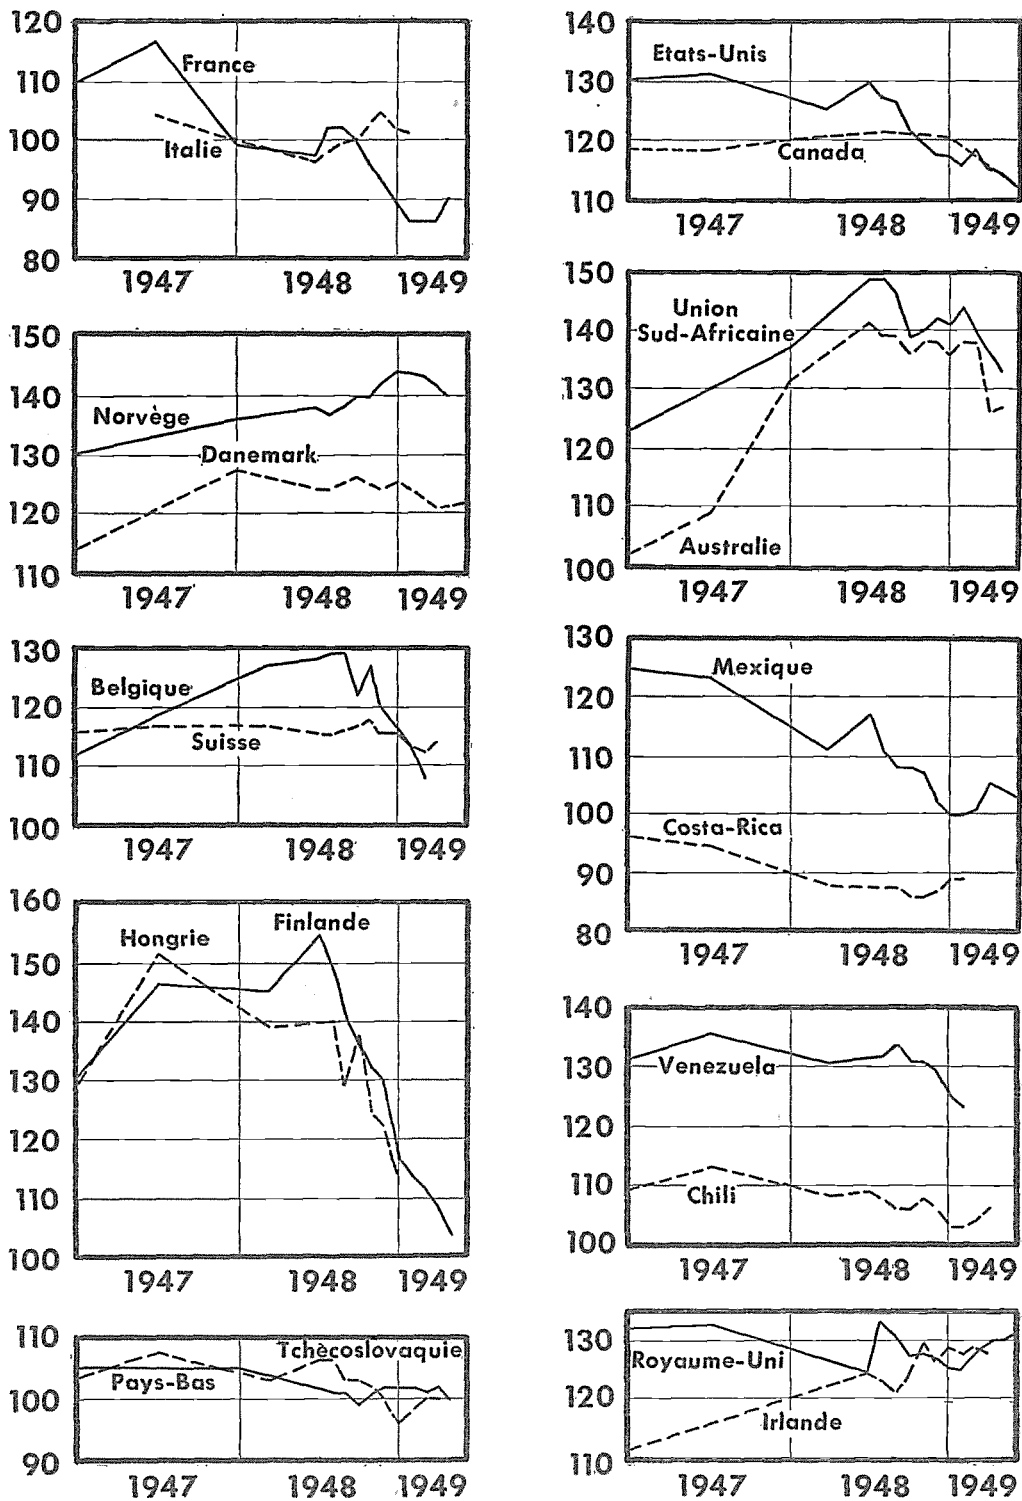 120
110
100
90
80
France
Italie
1947 1948 1949
150
140
130
120
110
Norvège
Danemark
1947 1948 1949
130
120
110
100
Belgique
Suisse
1947 1948 1949
160
150
140
130
120
110
100
Hongrie
Finlande
1947 1948 1949
110
100
90
Tchècoslovaquie
Pays-Bas
1947 1948 1949
140
130
120
110
Etats-Unis
Canada
1947 1948 1949
150
140
130
120
110
100
Union
Sud-Africaine
Australie
1947 1948 1949
130
120
110
100
90
80
Mexique
Costa-Rica
1947 1948 1949
140
130
120
110
100
Venezuela
Chili
1947 1948 1949
130
120
110
Royaume-Uni
Irlande
1947 1948 1949